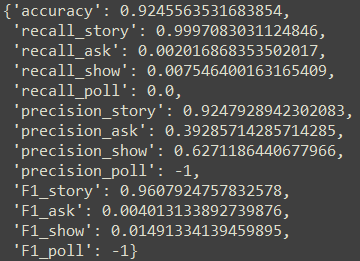 {'accuracy': 0.9245563531683854,
'recall_story': 0.9997083031124846,
'recall_ask': 0.002016868353502017,
'recall_show': 0.007546400163165409,
'recall_poll': 0.0,
'precision_story': 0.9247928942302083,
'precision_ask': 0.39285714285714285,
'precision_show': 0.6271186440677966,
'precision_poll': -1,
'F1_story': 0.9607924757832578,
'F1_ask': 0.004013133892739876,
'F1_show': 0.01491334139459895,
'F1_poll': -1}